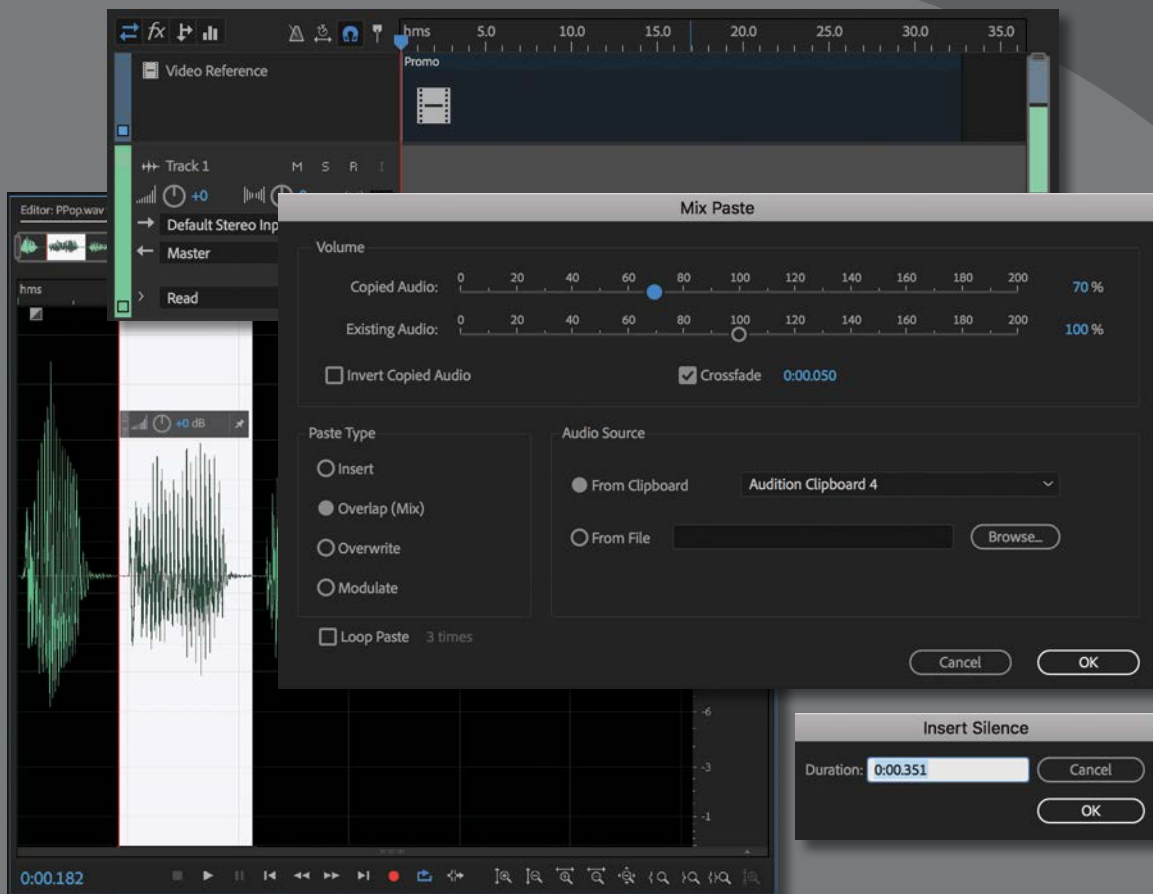 hms 5.0 10.0 15.0 20.0 25.0 30.0 35.0
Video Reference
Promo
Track 1 M S R I
+0
Default Stereo Inp
Master
Read
Editor: PPop.wav
hms
+0 dB
Mix Paste
Volume
Copied Audio: 0 20 40 60 80 100 120 140 160 180 200 70 %
Existing Audio: 0 20 40 60 80 100 120 140 160 180 200 100 %
Invert Copied Audio
Crossfade 0:00.050
Paste Type
Insert
Overlap (Mix)
Overwrite
Modulate
Loop Paste 3 times
Audio Source
From Clipboard Audition Clipboard 4
From File Browse...
Cancel OK
-6
-3
-1
Insert Silence
Duration: 0:00.351 Cancel
OK
0:00.182